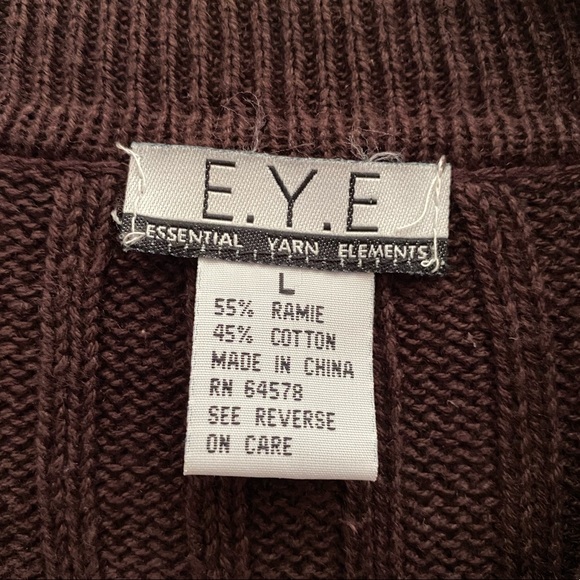 E.Y.E
ESSENTIAL YARN ELEMENTS
L
55% RAMIE
45% COTTON
MADE IN CHINA
RN 64578
SEE REVERSE
ON CARE